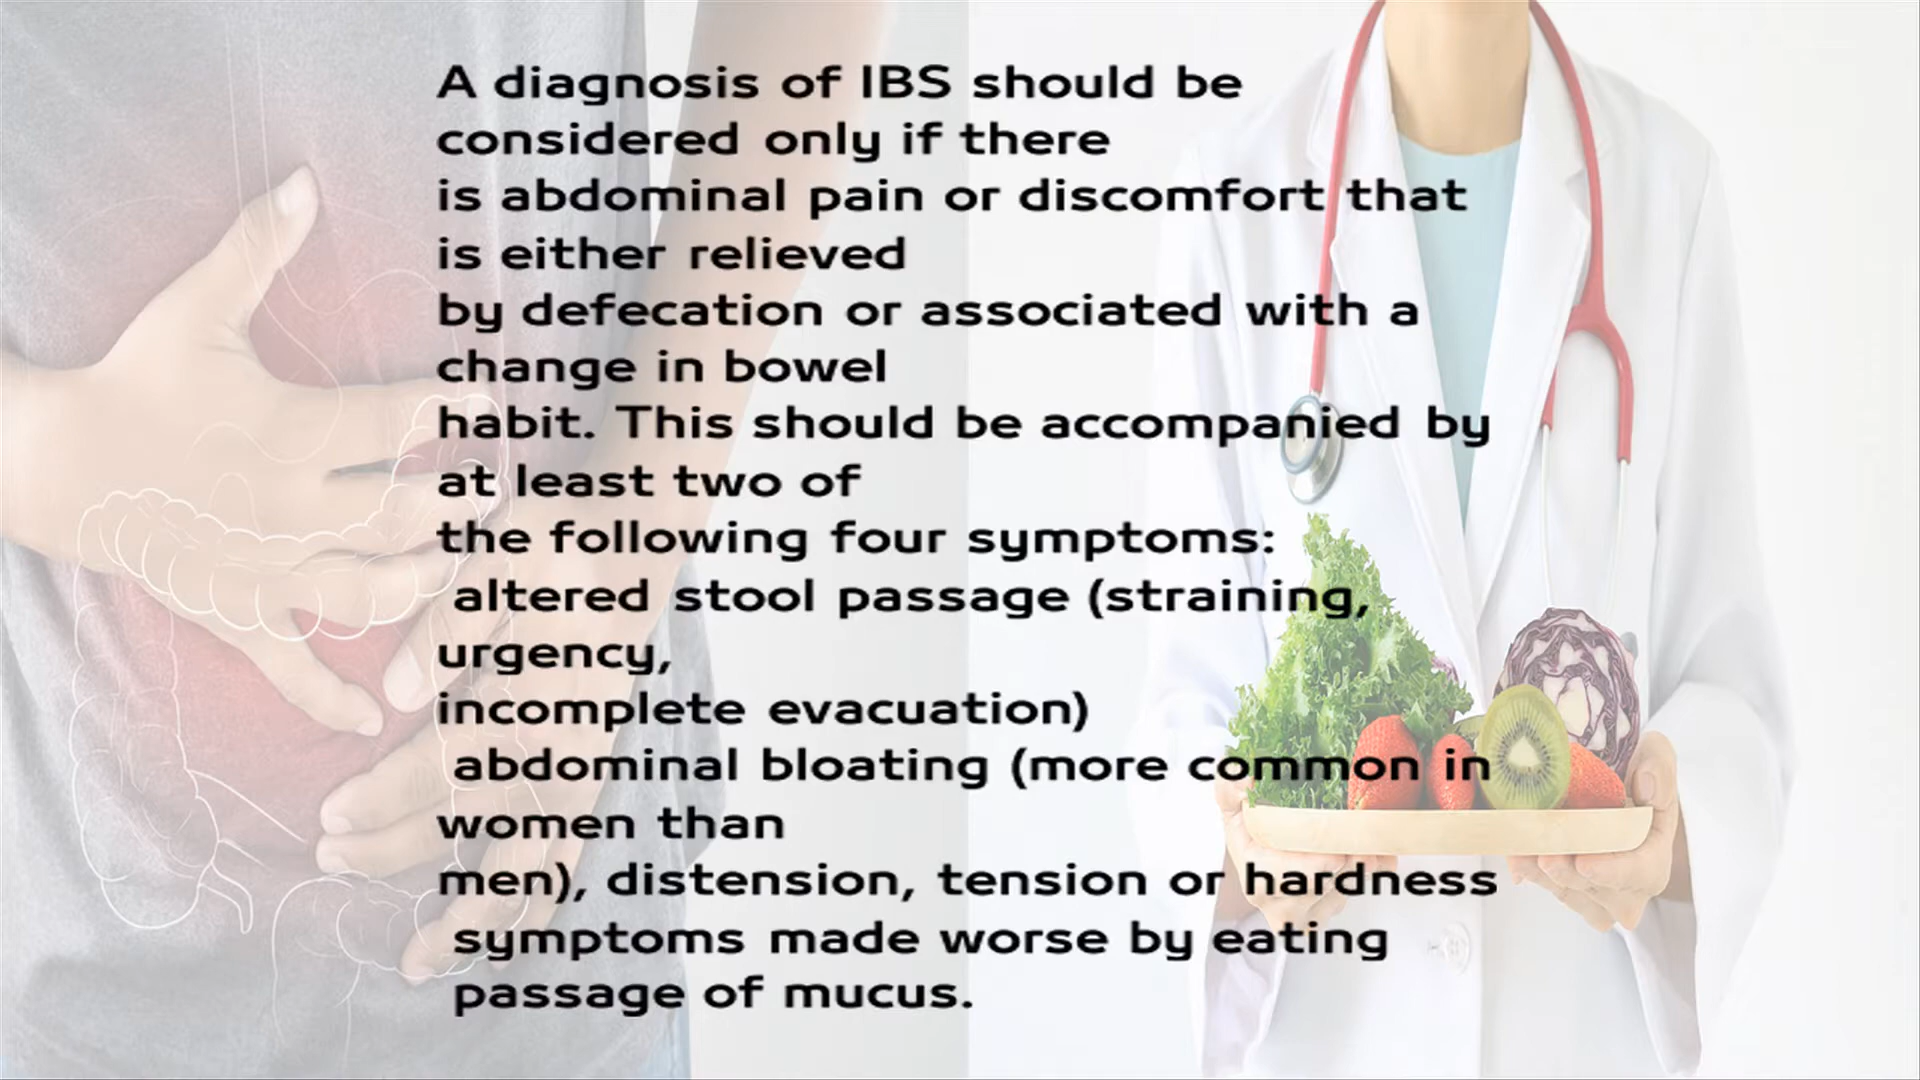 A diagnosis of IBS should be
considered only if there
is abdominal pain or discomfort that
is either relieved
by defecation or associated with a
change in bowel
habit. This should be accompanied by
at least two of
the following four symptoms:
altered stool passage (straining,
urgency,
incomplete evacuation)
abdominal bloating (more common in
women than
men), distension, tension or hardness
symptoms made worse by eating
passage of mucus.